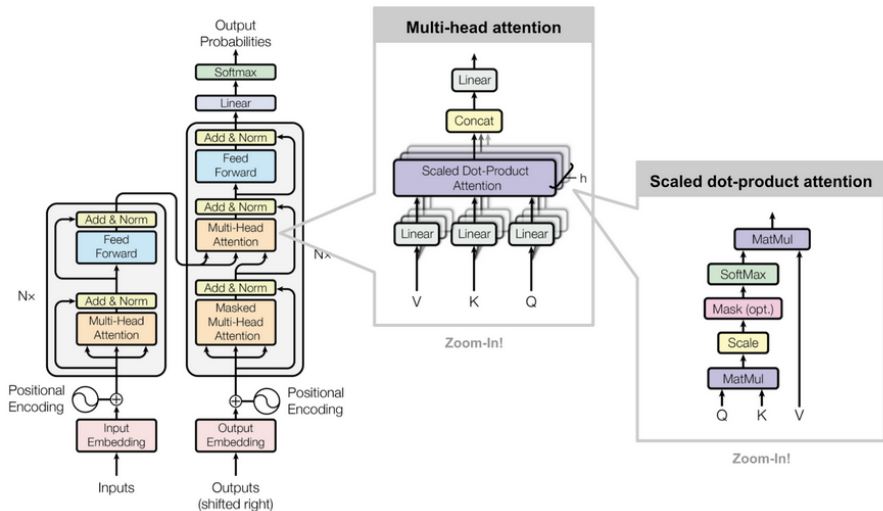 Output
Probabilities
Softmax
Linear
Add & Norm
Feed
Forward
Add & Norm
Multi-Head
Attention
Nx
Add & Norm
Masked
Multi-Head
Attention
Positional
Encoding
Output
Embedding
Outputs
(shifted right)
Add & Norm
Feed
Forward
Nx
Add & Norm
Multi-Head
Attention
Positional
Encoding
Input
Embedding
Inputs
Multi-head attention
Linear
Concat
Scaled Dot-Product
Attention
h
Linear
Linear
Linear
V
K
Q
Zoom-In!
Scaled dot-product attention
MatMul
SoftMax
Mask (opt.)
Scale
MatMul
Q
K
V
Zoom-In!